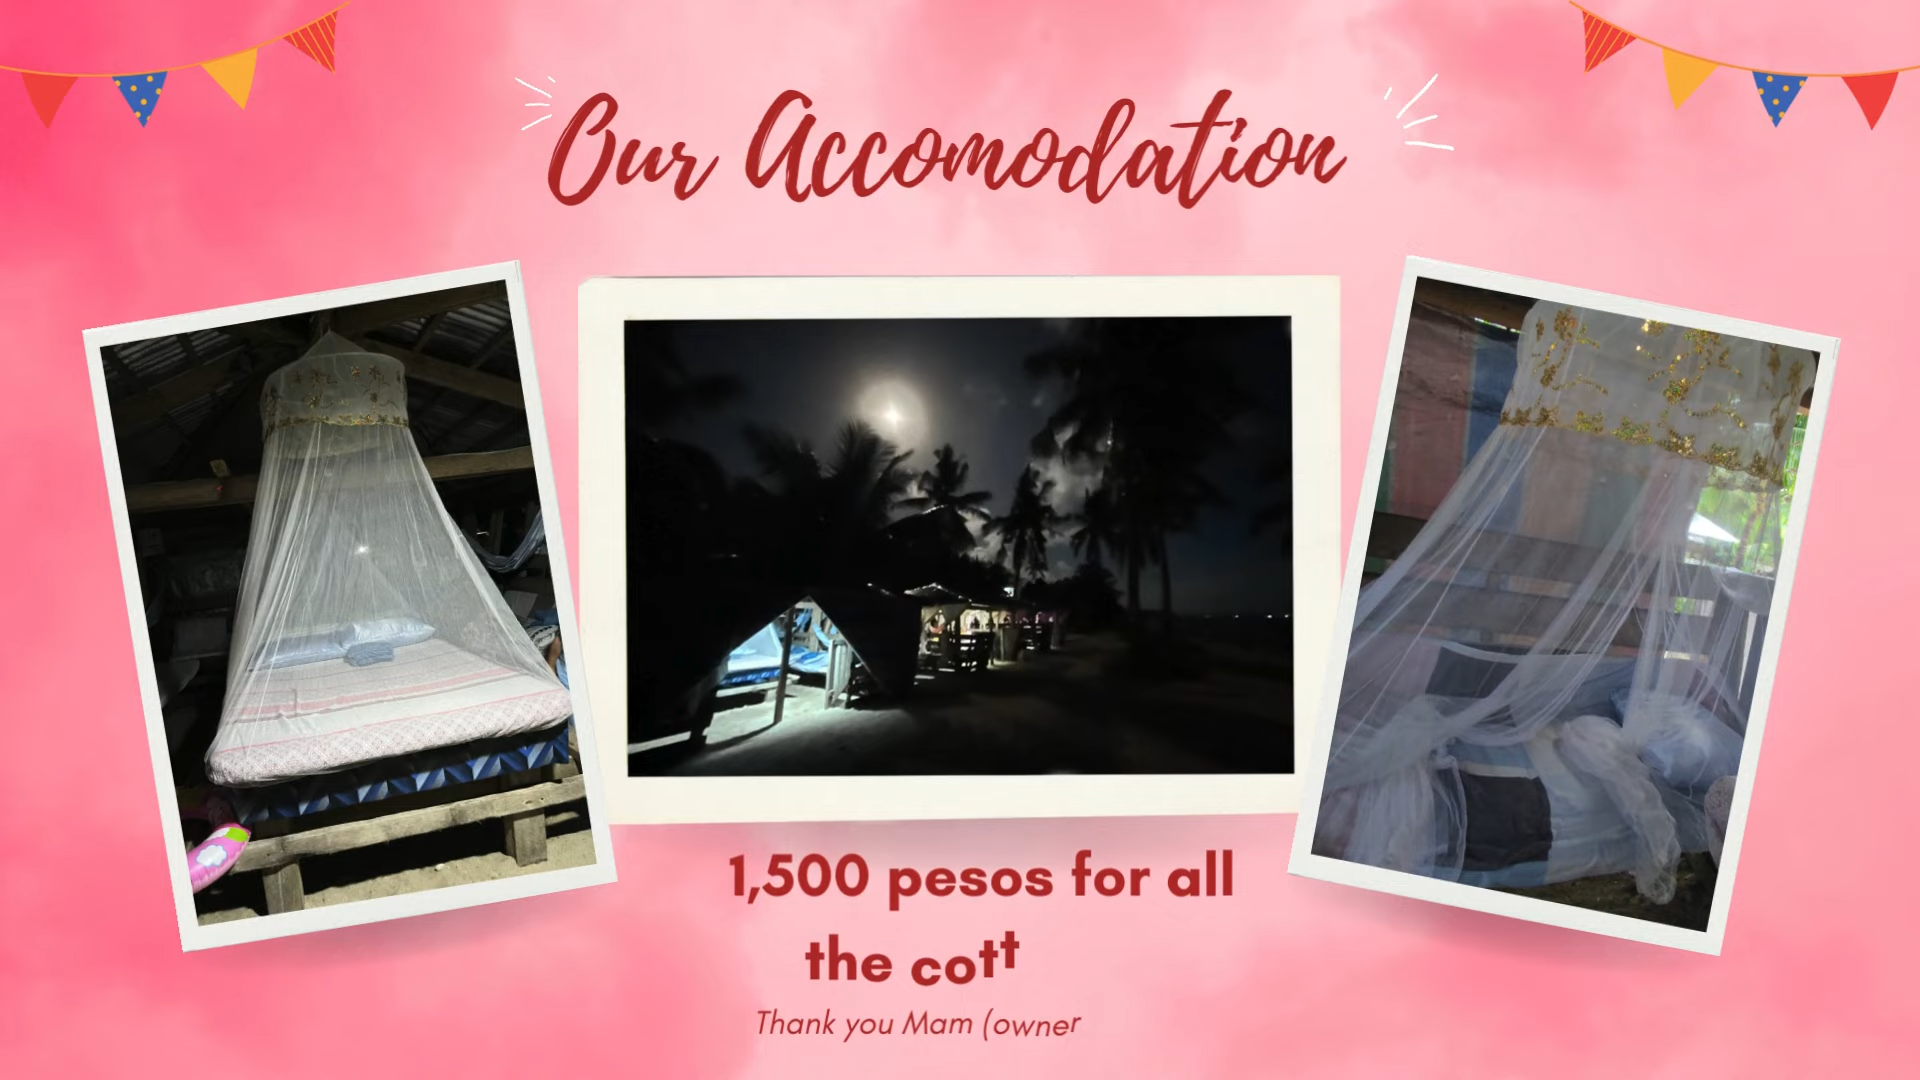 Our Accomodation
1,500 pesos for all
the cott
Thank you Mam (owner